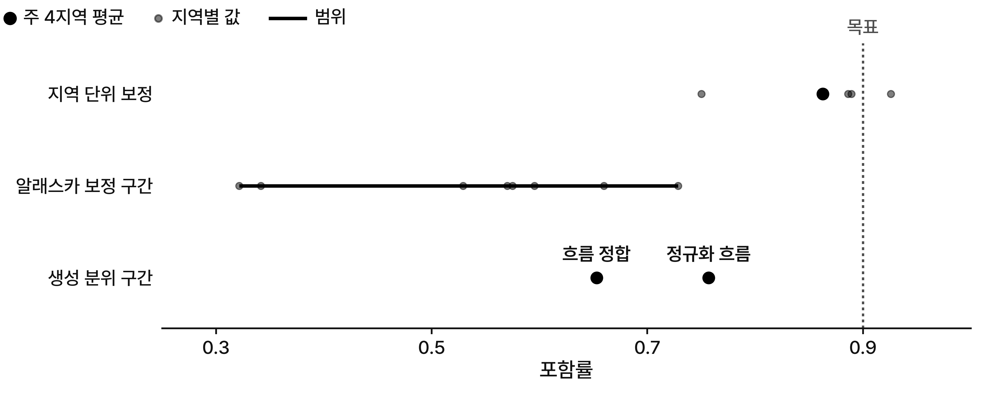 주 4지역 평균 지역별 값 범위
목표
지역 단위 보정
알래스카 보정 구간
흐름 정합 정규화 흐름
생성 분위 구간
0.3 0.5 0.7 0.9
포함률